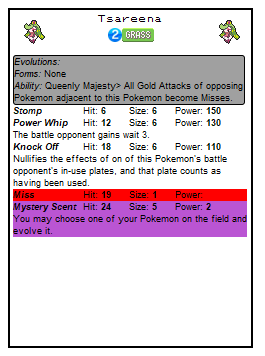 Tsareena
2 GRASS
Evolutions:
Forms: None
Ability: Queenly Majesty> All Gold Attacks of opposing
Pokemon adjacent to this Pokemon become Misses.
Stomp Hit: 6 Size: 6 Power: 150
Power Whip Hit: 12 Size: 6 Power: 130
The battle opponent gains wait 3.
Knock Off Hit: 18 Size: 6 Power: 110
Nullifies the effects of on of this Pokemon's battle
opponent's in-use plates, and that plate counts as
having been used.
Miss Hit: 19 Size: 1 Power:
Mystery Scent Hit: 24 Size: 5 Power: 2
You may choose one of your Pokemon on the field and
evolve it.